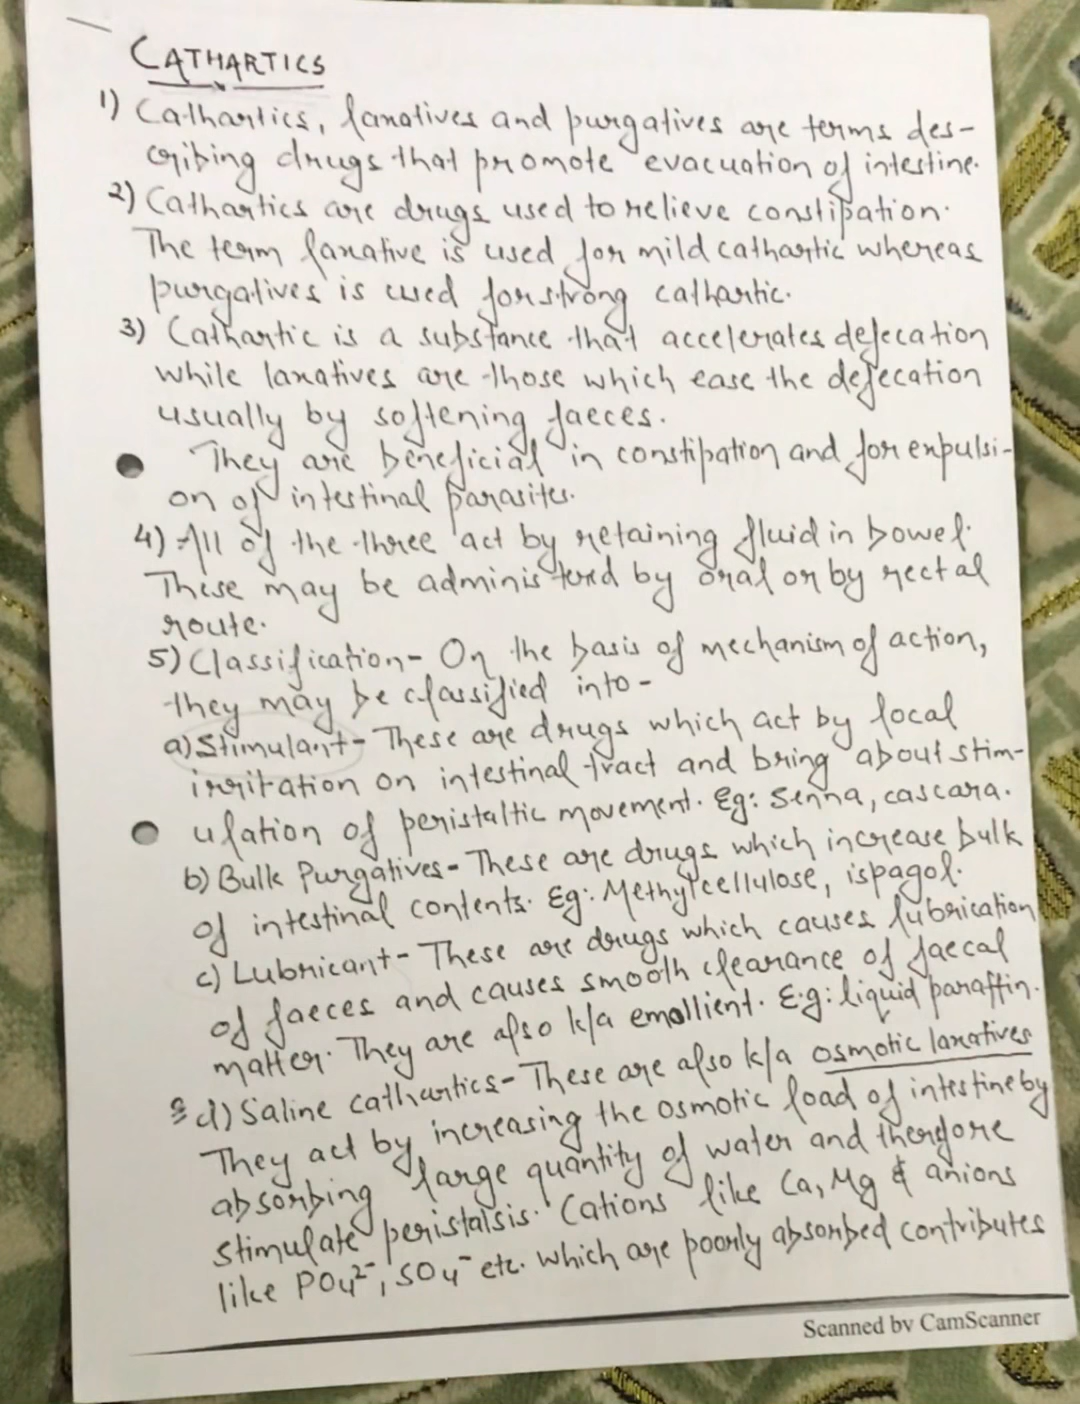 CATHARTICS
1) Cathartics, laxatives and purgatives are terms des-
cribing drugs that promote evacuation of intestine.
2) Cathartics are drugs used to relieve constipation.
The term laxative is used for mild cathartic whereas
purgatives is used for strong cathartic.
3) Cathartic is a substance that accelerates defecation
while laxatives are those which ease the defecation
usually by softening faeces.
They are beneficial in constipation and for expulsi-
on of intestinal parasites.
4) All of the three act by retaining fluid in bowel.
These may be administerd by oral or by rectal
route.
5) Classification- On the basis of mechanism of action,
they may be classified into -
a) Stimulant- These are drugs which act by local
irritation on intestinal tract and bring about stim-
ulation of peristaltic movement. Eg: Senna, cascara.
b) Bulk Purgatives- These are drugs which increase bulk
of intestinal contents. Eg: Methylcellulose, ispagol.
c) Lubricant- These are drugs which causes lubrication
of faeces and causes smooth clearance of faecal
matter. They are also k/a emollient. E.g: liquid paraffin.
d) Saline cathartics- These are also k/a osmotic laxatives
They act by increasing the osmotic load of intestine by
absorbing large quantity of water and therefore
stimulate peristalsis. Cations like Ca, Mg & anions
like PO4²⁻, SO4⁻ etc. which are poorly absorbed contributes
Scanned by CamScanner